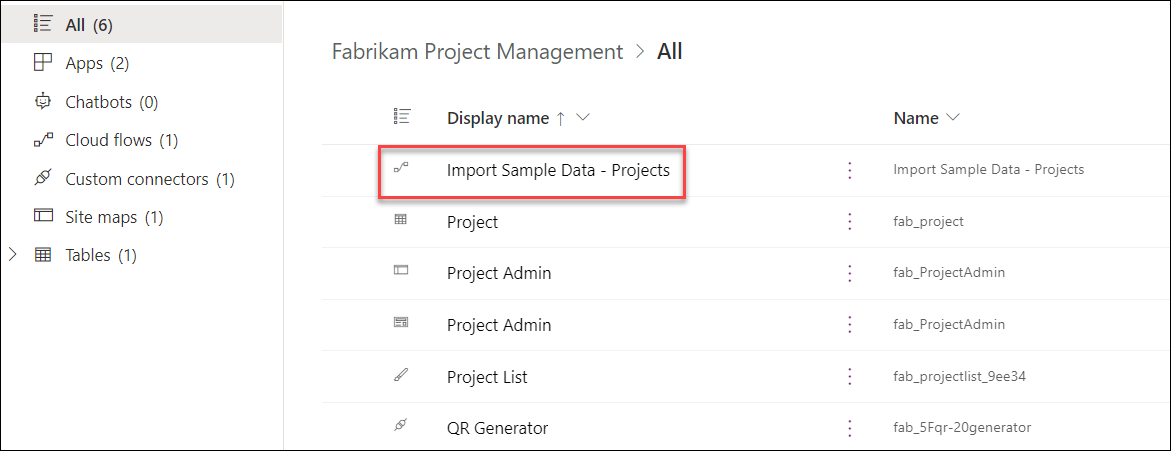 All (6)
Apps (2)
Chatbots (0)
Cloud flows (1)
Custom connectors (1)
Site maps (1)
Tables (1)
Fabrikam Project Management > All
Display name ↑ Name
Import Sample Data - Projects Import Sample Data - Projects
Project fab_project
Project Admin fab_ProjectAdmin
Project Admin fab_ProjectAdmin
Project List fab_projectlist_9ee34
QR Generator fab_5Fqr-20generator